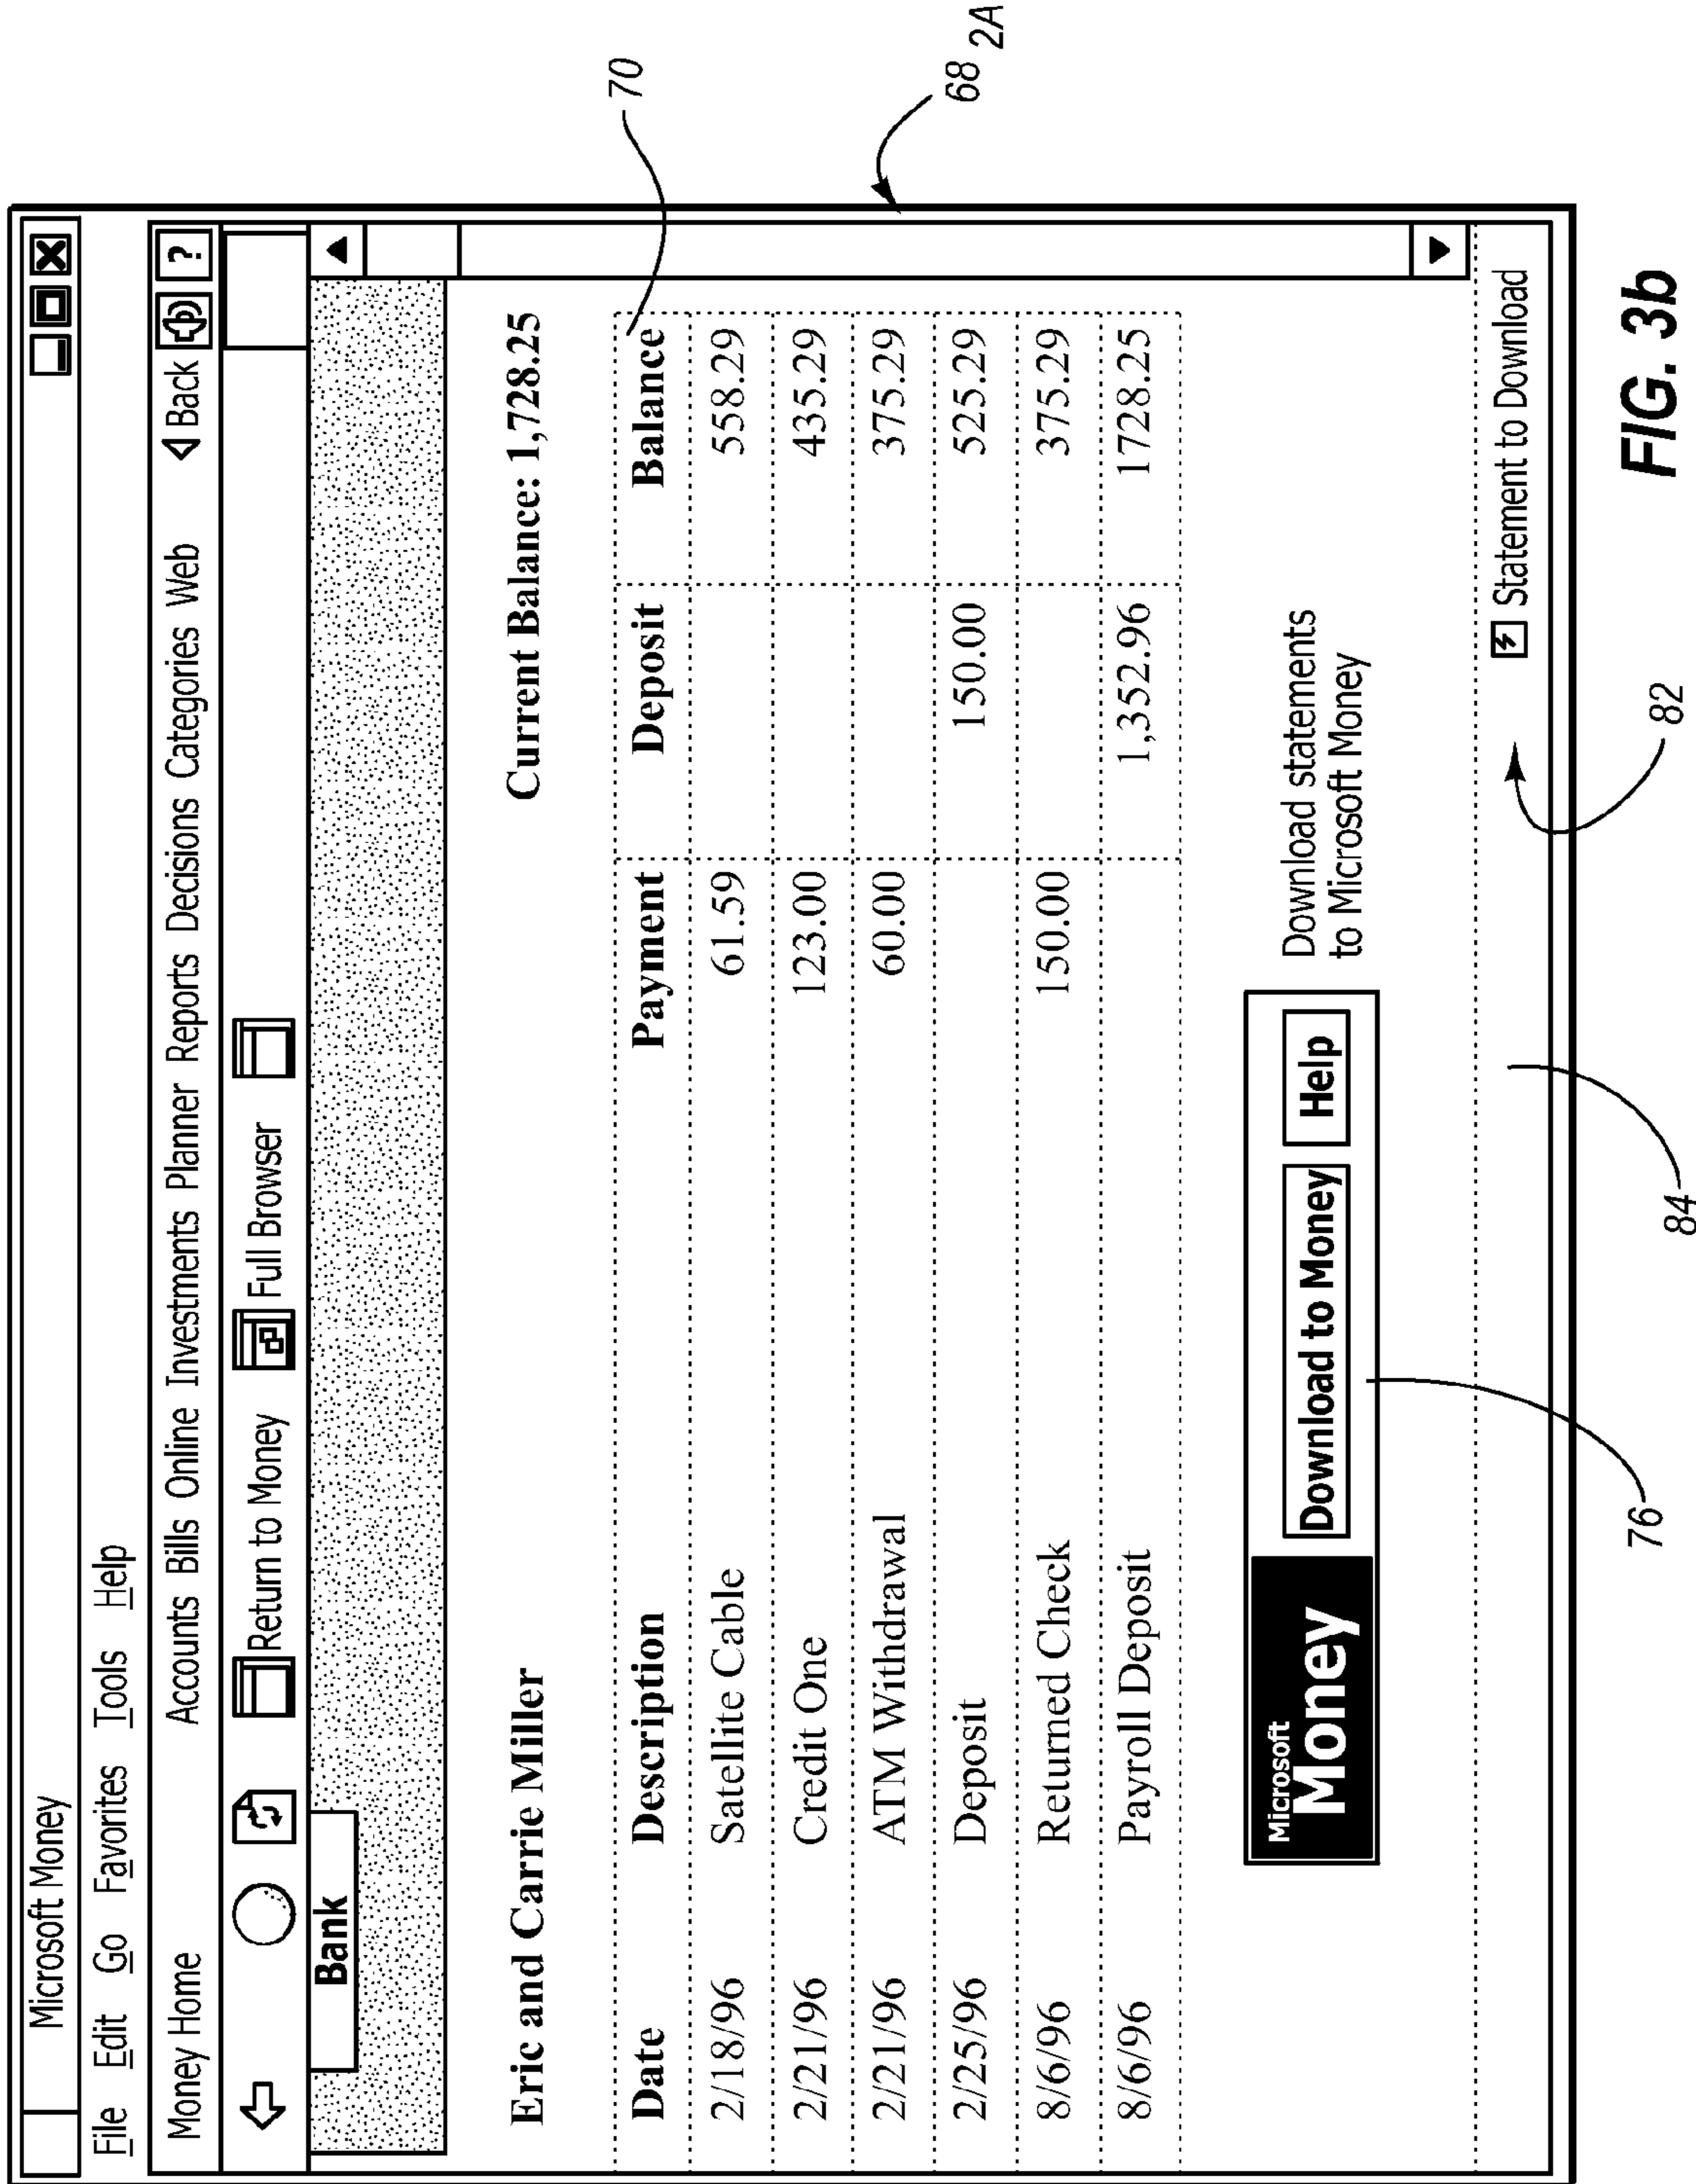 Microsoft Money
File Edit Go Favorites Tools Help
Money Home Accounts Bills Online Investments Planner Reports Decisions Categories Web Back ?
Return to Money Full Browser
Bank
Eric and Carrie Miller Current Balance: 1,728.25
Date Description Payment Deposit Balance
2/18/96 Satellite Cable 61.59 558.29
2/21/96 Credit One 123.00 435.29
2/21/96 ATM Withdrawal 60.00 375.29
2/25/96 Deposit 150.00 525.29
8/6/96 Returned Check 150.00 375.29
8/6/96 Payroll Deposit 1,352.96 1728.25
Microsoft
Money
Download to Money Help
Download statements
to Microsoft Money
Statement to Download
70
68 2A
76
84
82
FIG. 3b